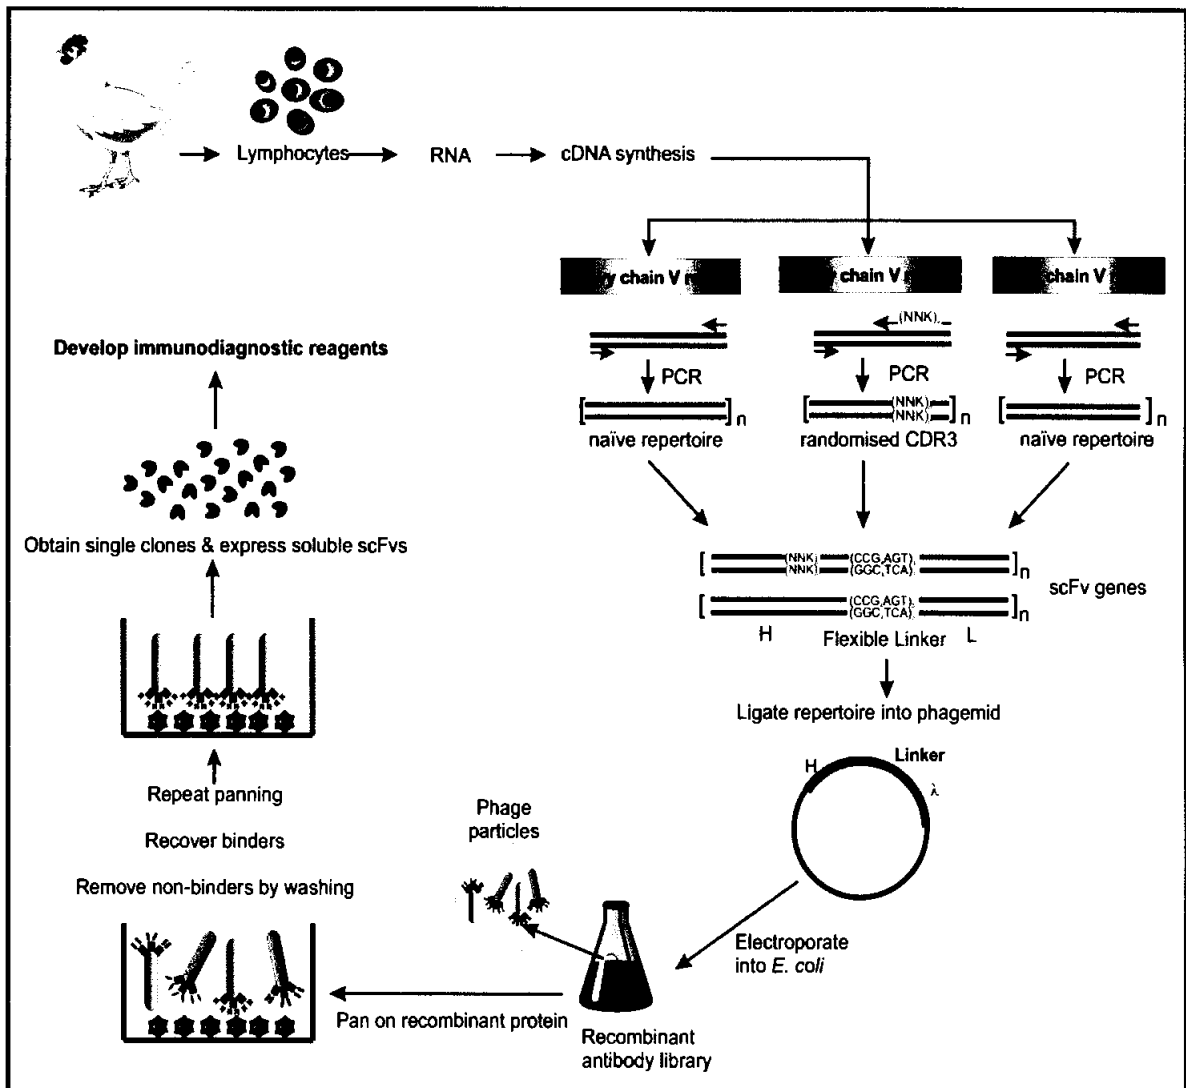 Lymphocytes
RNA
cDNA synthesis
y chain V
chain V
chain V
(NNK)
PCR
PCR
PCR
[ ]n
(NNK)
(NNK)
[ ]n
[ ]n
naïve repertoire
randomised CDR3
naïve repertoire
[ (NNK) (CCG,AGT) ]n
(NNK) (GGC,TCA)
[ (CCG,AGT) ]n
(GGC,TCA)
scFv genes
H
Flexible Linker
L
Ligate repertoire into phagemid
H
Linker
λ
Electroporate
into E. coli
Recombinant
antibody library
Phage
particles
Pan on recombinant protein
Remove non-binders by washing
Recover binders
Repeat panning
Obtain single clones & express soluble scFvs
Develop immunodiagnostic reagents